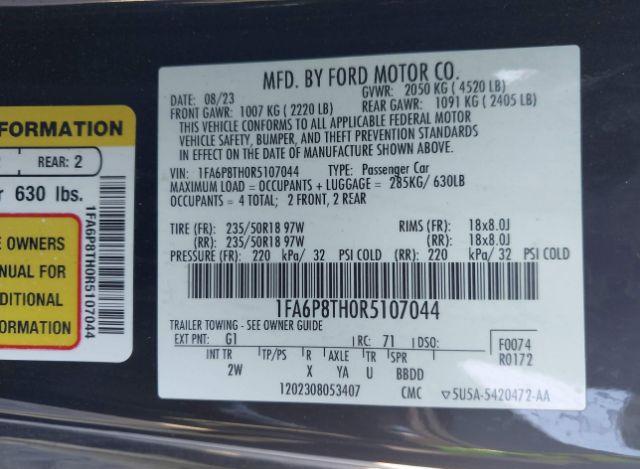 FORMATION
REAR: 2
630 lbs.
OWNERS
MANUAL FOR
DDITIONAL
FORMATION
1FA6P8TH0R5107044
MFD. BY FORD MOTOR CO.
DATE: 08/23 GVWR: 2050 KG ( 4520 LB)
FRONT GAWR: 1007 KG ( 2220 LB) REAR GAWR: 1091 KG ( 2405 LB)
THIS VEHICLE CONFORMS TO ALL APPLICABLE FEDERAL MOTOR
VEHICLE SAFETY, BUMPER, AND THEFT PREVENTION STANDARDS
IN EFFECT ON THE DATE OF MANUFACTURE SHOWN ABOVE.
VIN: 1FA6P8TH0R5107044 TYPE: Passenger Car
MAXIMUM LOAD = OCCUPANTS + LUGGAGE = 285KG/ 630LB
OCCUPANTS = 4 TOTAL; 2 FRONT, 2 REAR
TIRE (FR): 235/50R18 97W RIMS (FR): 18x8.0J
(RR): 235/50R18 97W (RR): 18x8.0J
PRESSURE (FR): 220 kPa/ 32 PSI COLD (RR): 220 kPa/ 32 PSI COLD
1FA6P8TH0R5107044
TRAILER TOWING - SEE OWNER GUIDE
EXT PNT: G1 RC: 71 DSO: F0074
R0172
INT TR TP/PS R AXLE TR SPR
2W X YA U BBDD
1202308053407 CMC ▽5U5A-5420472-AA